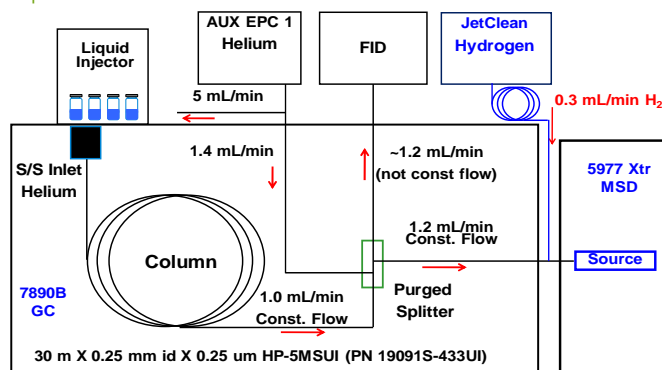 Liquid
Injector
AUX EPC 1
Helium
FID
JetClean
Hydrogen
5 mL/min
0.3 mL/min H2
S/S Inlet
Helium
1.4 mL/min
~1.2 mL/min
(not const flow)
5977 Xtr
MSD
1.2 mL/min
Const. Flow
Source
Column
7890B
GC
1.0 mL/min
Const. Flow
Purged
Splitter
30 m X 0.25 mm id X 0.25 um HP-5MSUI (PN 19091S-433UI)